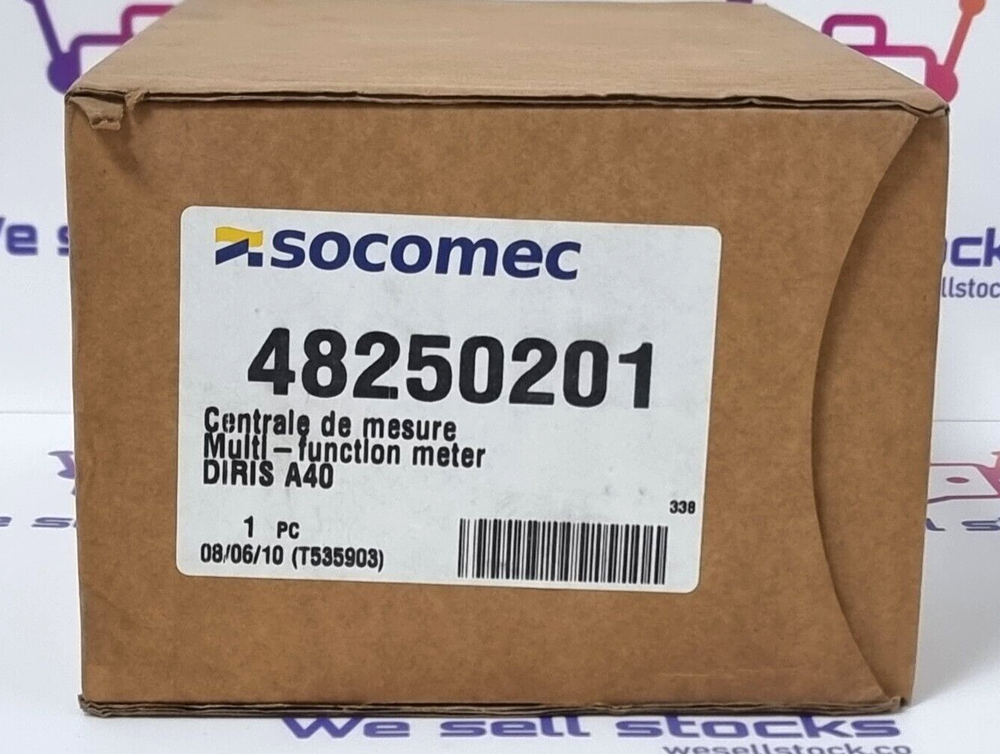 socomec
48250201
Centrale de mesure
Multi-function meter
DIRIS A40
338
1 PC
08/06/10 (T535903)
We sell stocks